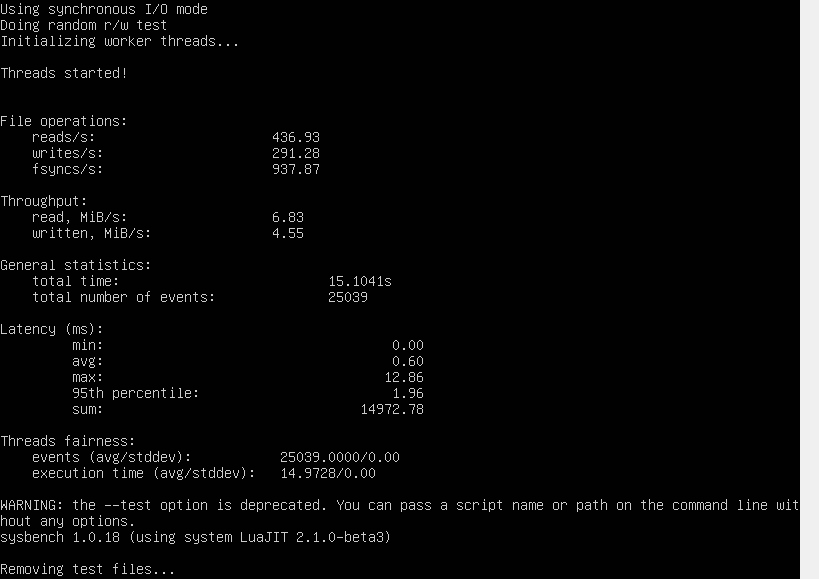 Using synchronous I/O mode
Doing random r/w test
Initializing worker threads...
Threads started!
File operations:
reads/s: 436.93
writes/s: 291.28
fsyncs/s: 937.87
Throughput:
read, MiB/s: 6.83
written, MiB/s: 4.55
General statistics:
total time: 15.1041s
total number of events: 25039
Latency (ms):
min: 0.00
avg: 0.60
max: 12.86
95th percentile: 1.96
sum: 14972.78
Threads fairness:
events (avg/stddev): 25039.0000/0.00
execution time (avg/stddev): 14.9728/0.00
WARNING: the --test option is deprecated. You can pass a script name or path on the command line wit
hout any options.
sysbench 1.0.18 (using system LuaJIT 2.1.0-beta3)
Removing test files...